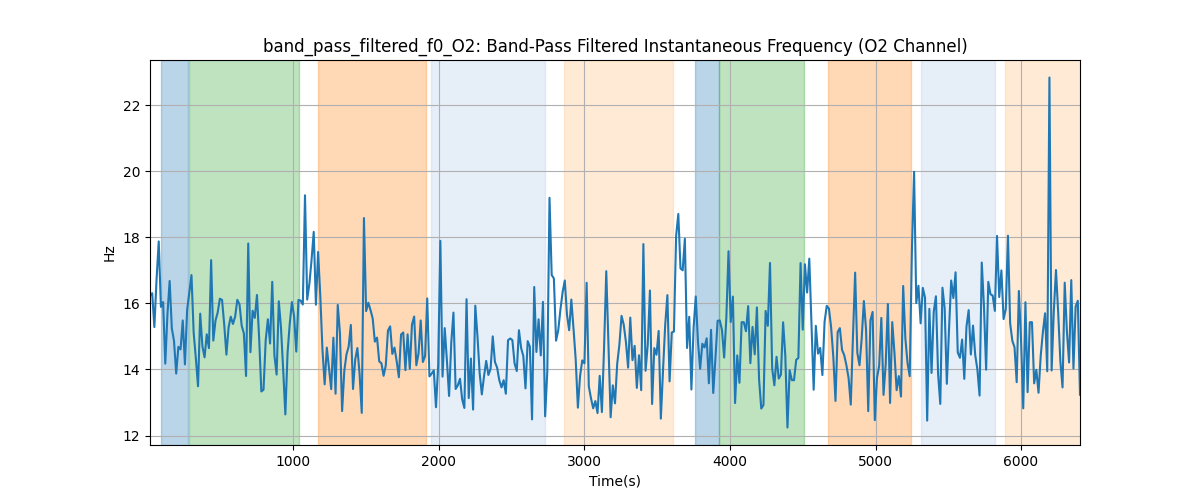 band_pass_filtered_f0_O2: Band-Pass Filtered Instantaneous Frequency (O2 Channel)
Hz
22
20
18
16
14
12
1000 2000 3000 4000 5000 6000
Time(s)